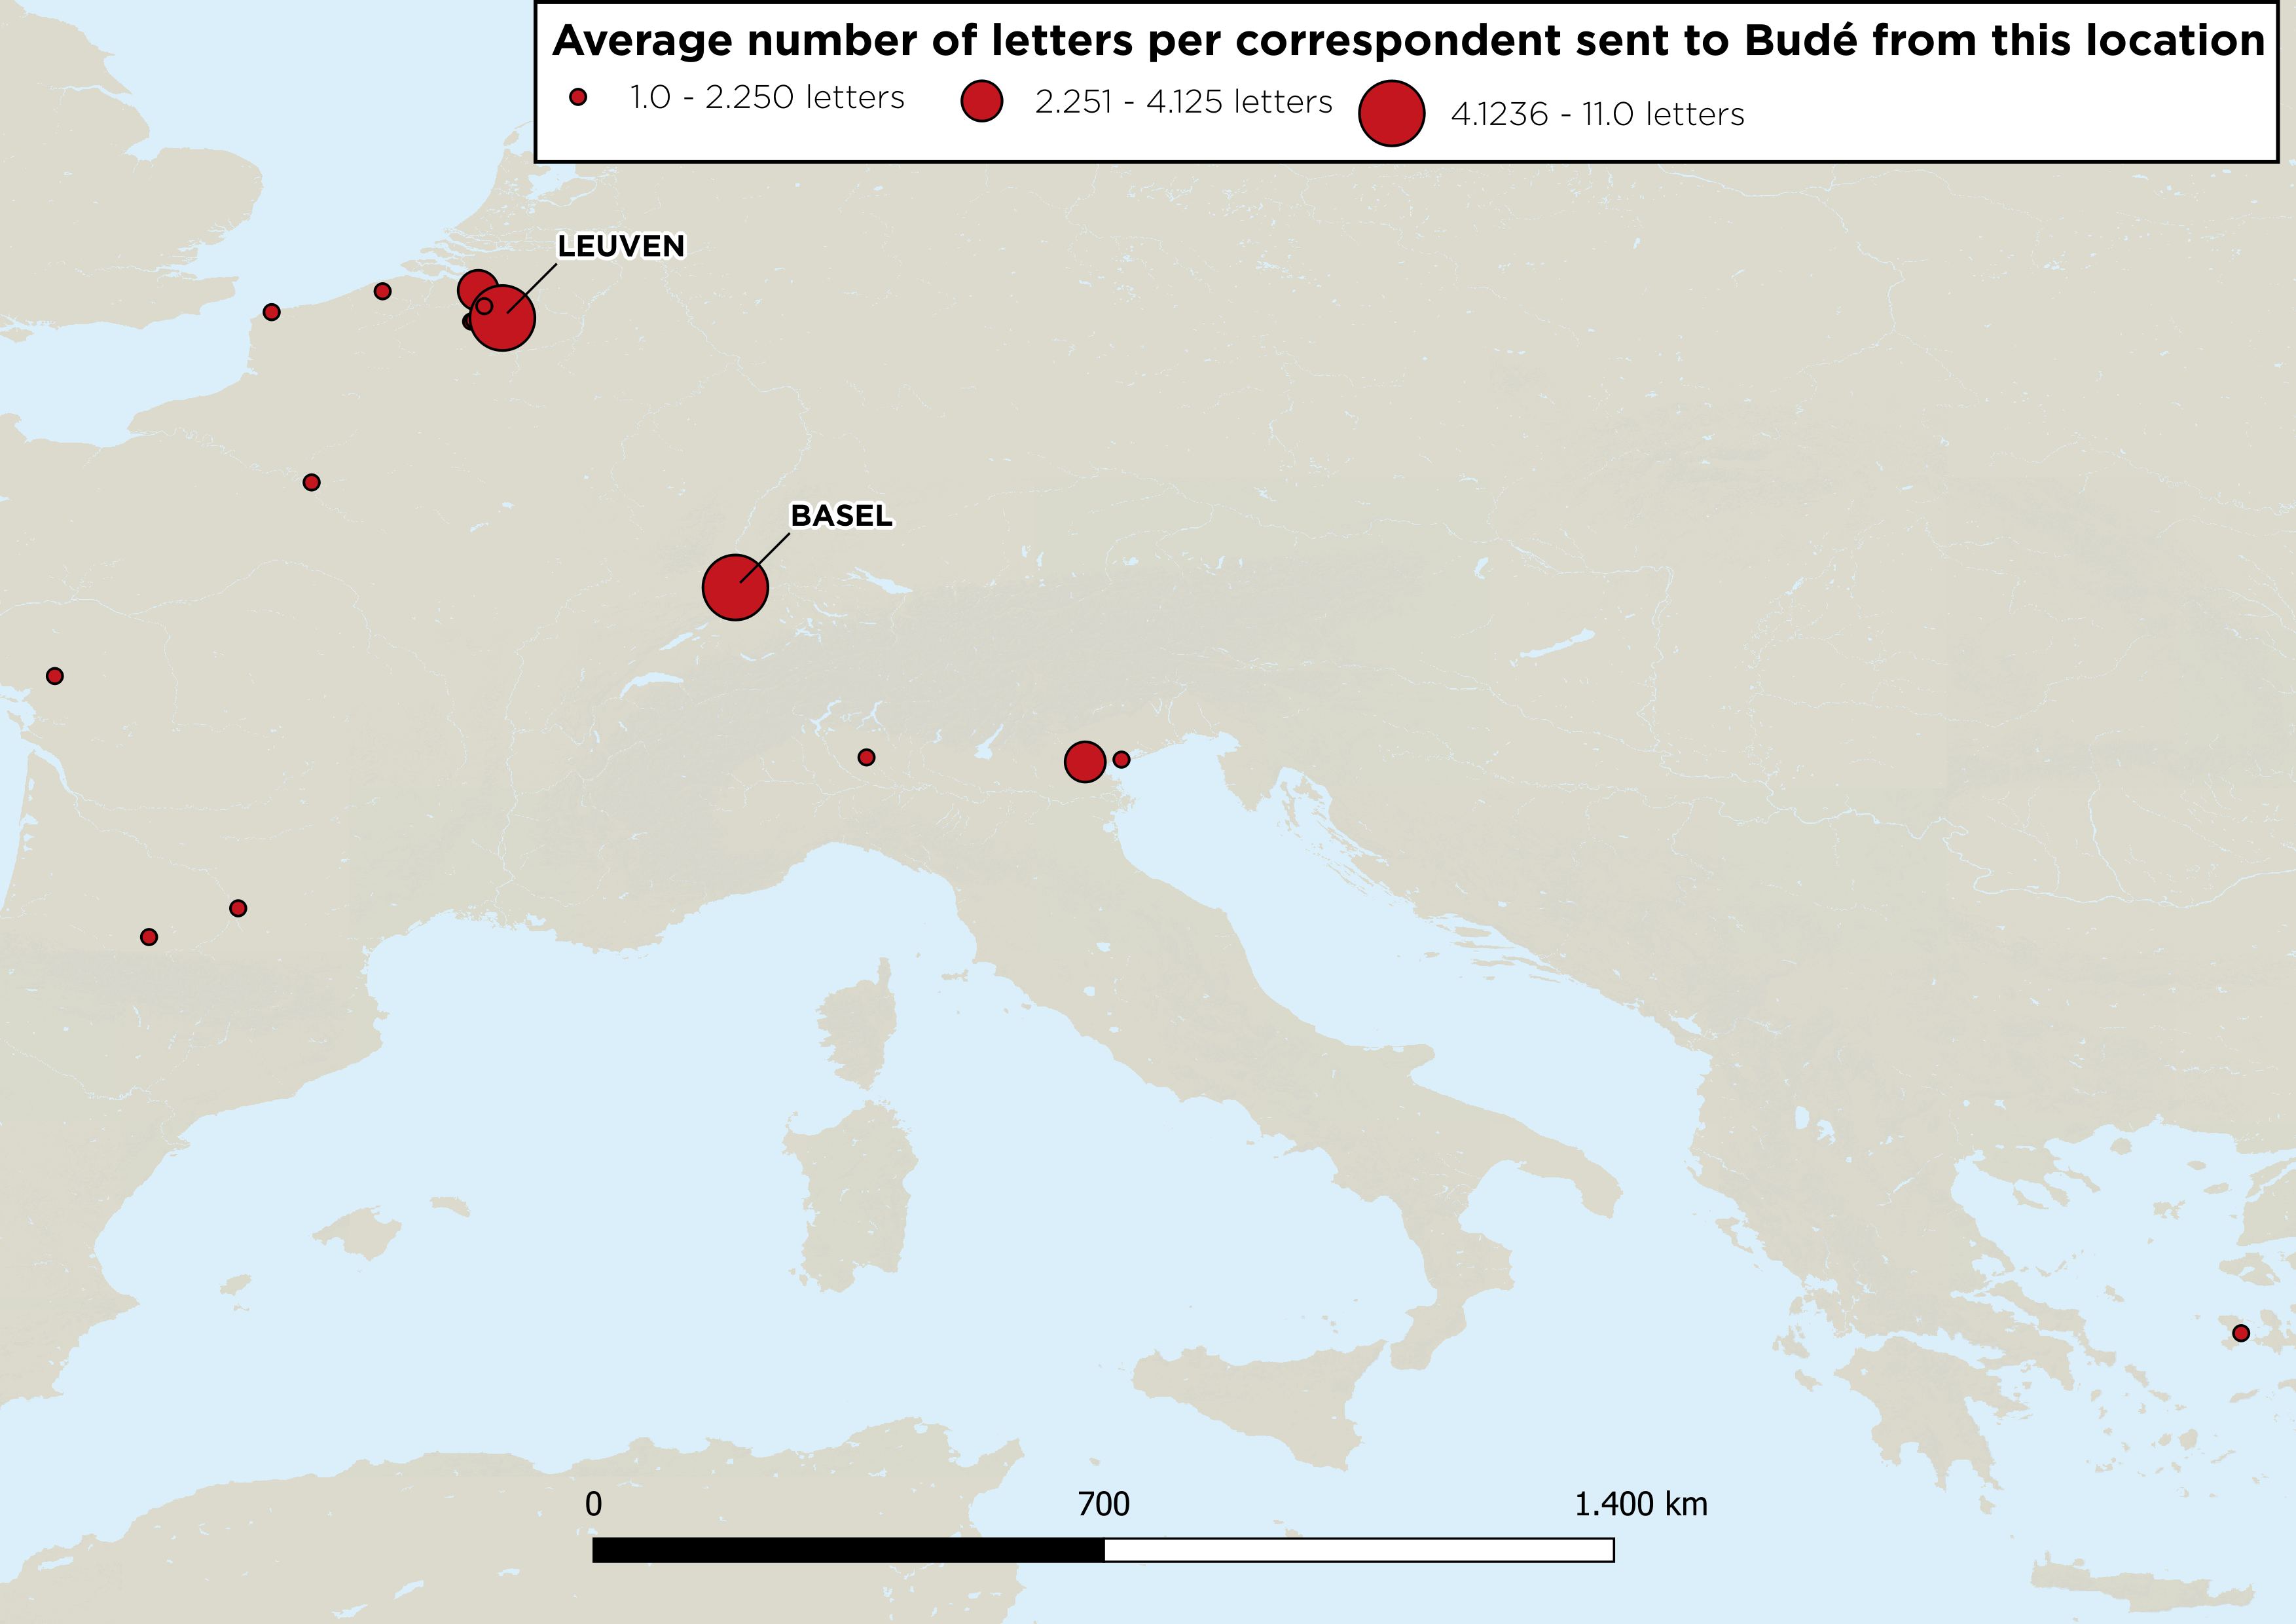 Average number of letters per correspondent sent to Budé from this location
1.0 - 2.250 letters 2.251 - 4.125 letters 4.1236 - 11.0 letters
LEUVEN
BASEL
0 700 1.400 km